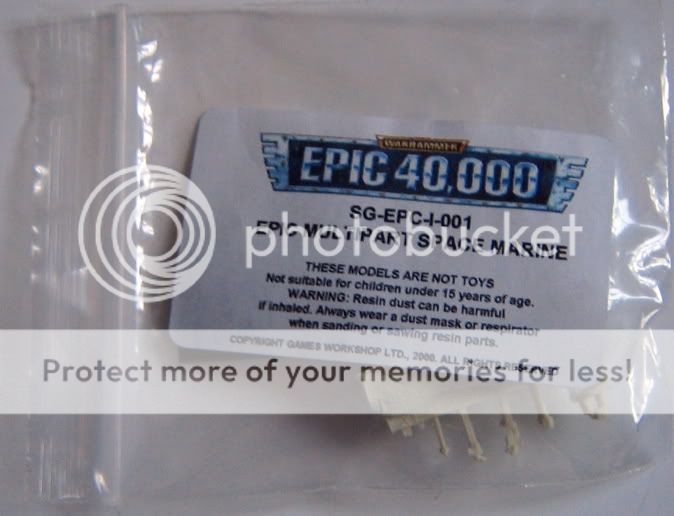 WARHAMMER
EPIC 40,000
SG-EPC-I-001
EPIC MULTIPART SPACE MARINE
photobucket
THESE MODELS ARE NOT TOYS
Not suitable for children under 15 years of age.
WARNING: Resin dust can be harmful
if inhaled. Always wear a dust mask or respirator
when sanding or sawing resin parts.
COPYRIGHT GAMES WORKSHOP LTD., 2000. ALL RIGHTS RESERVED
Protect more of your memories for less!